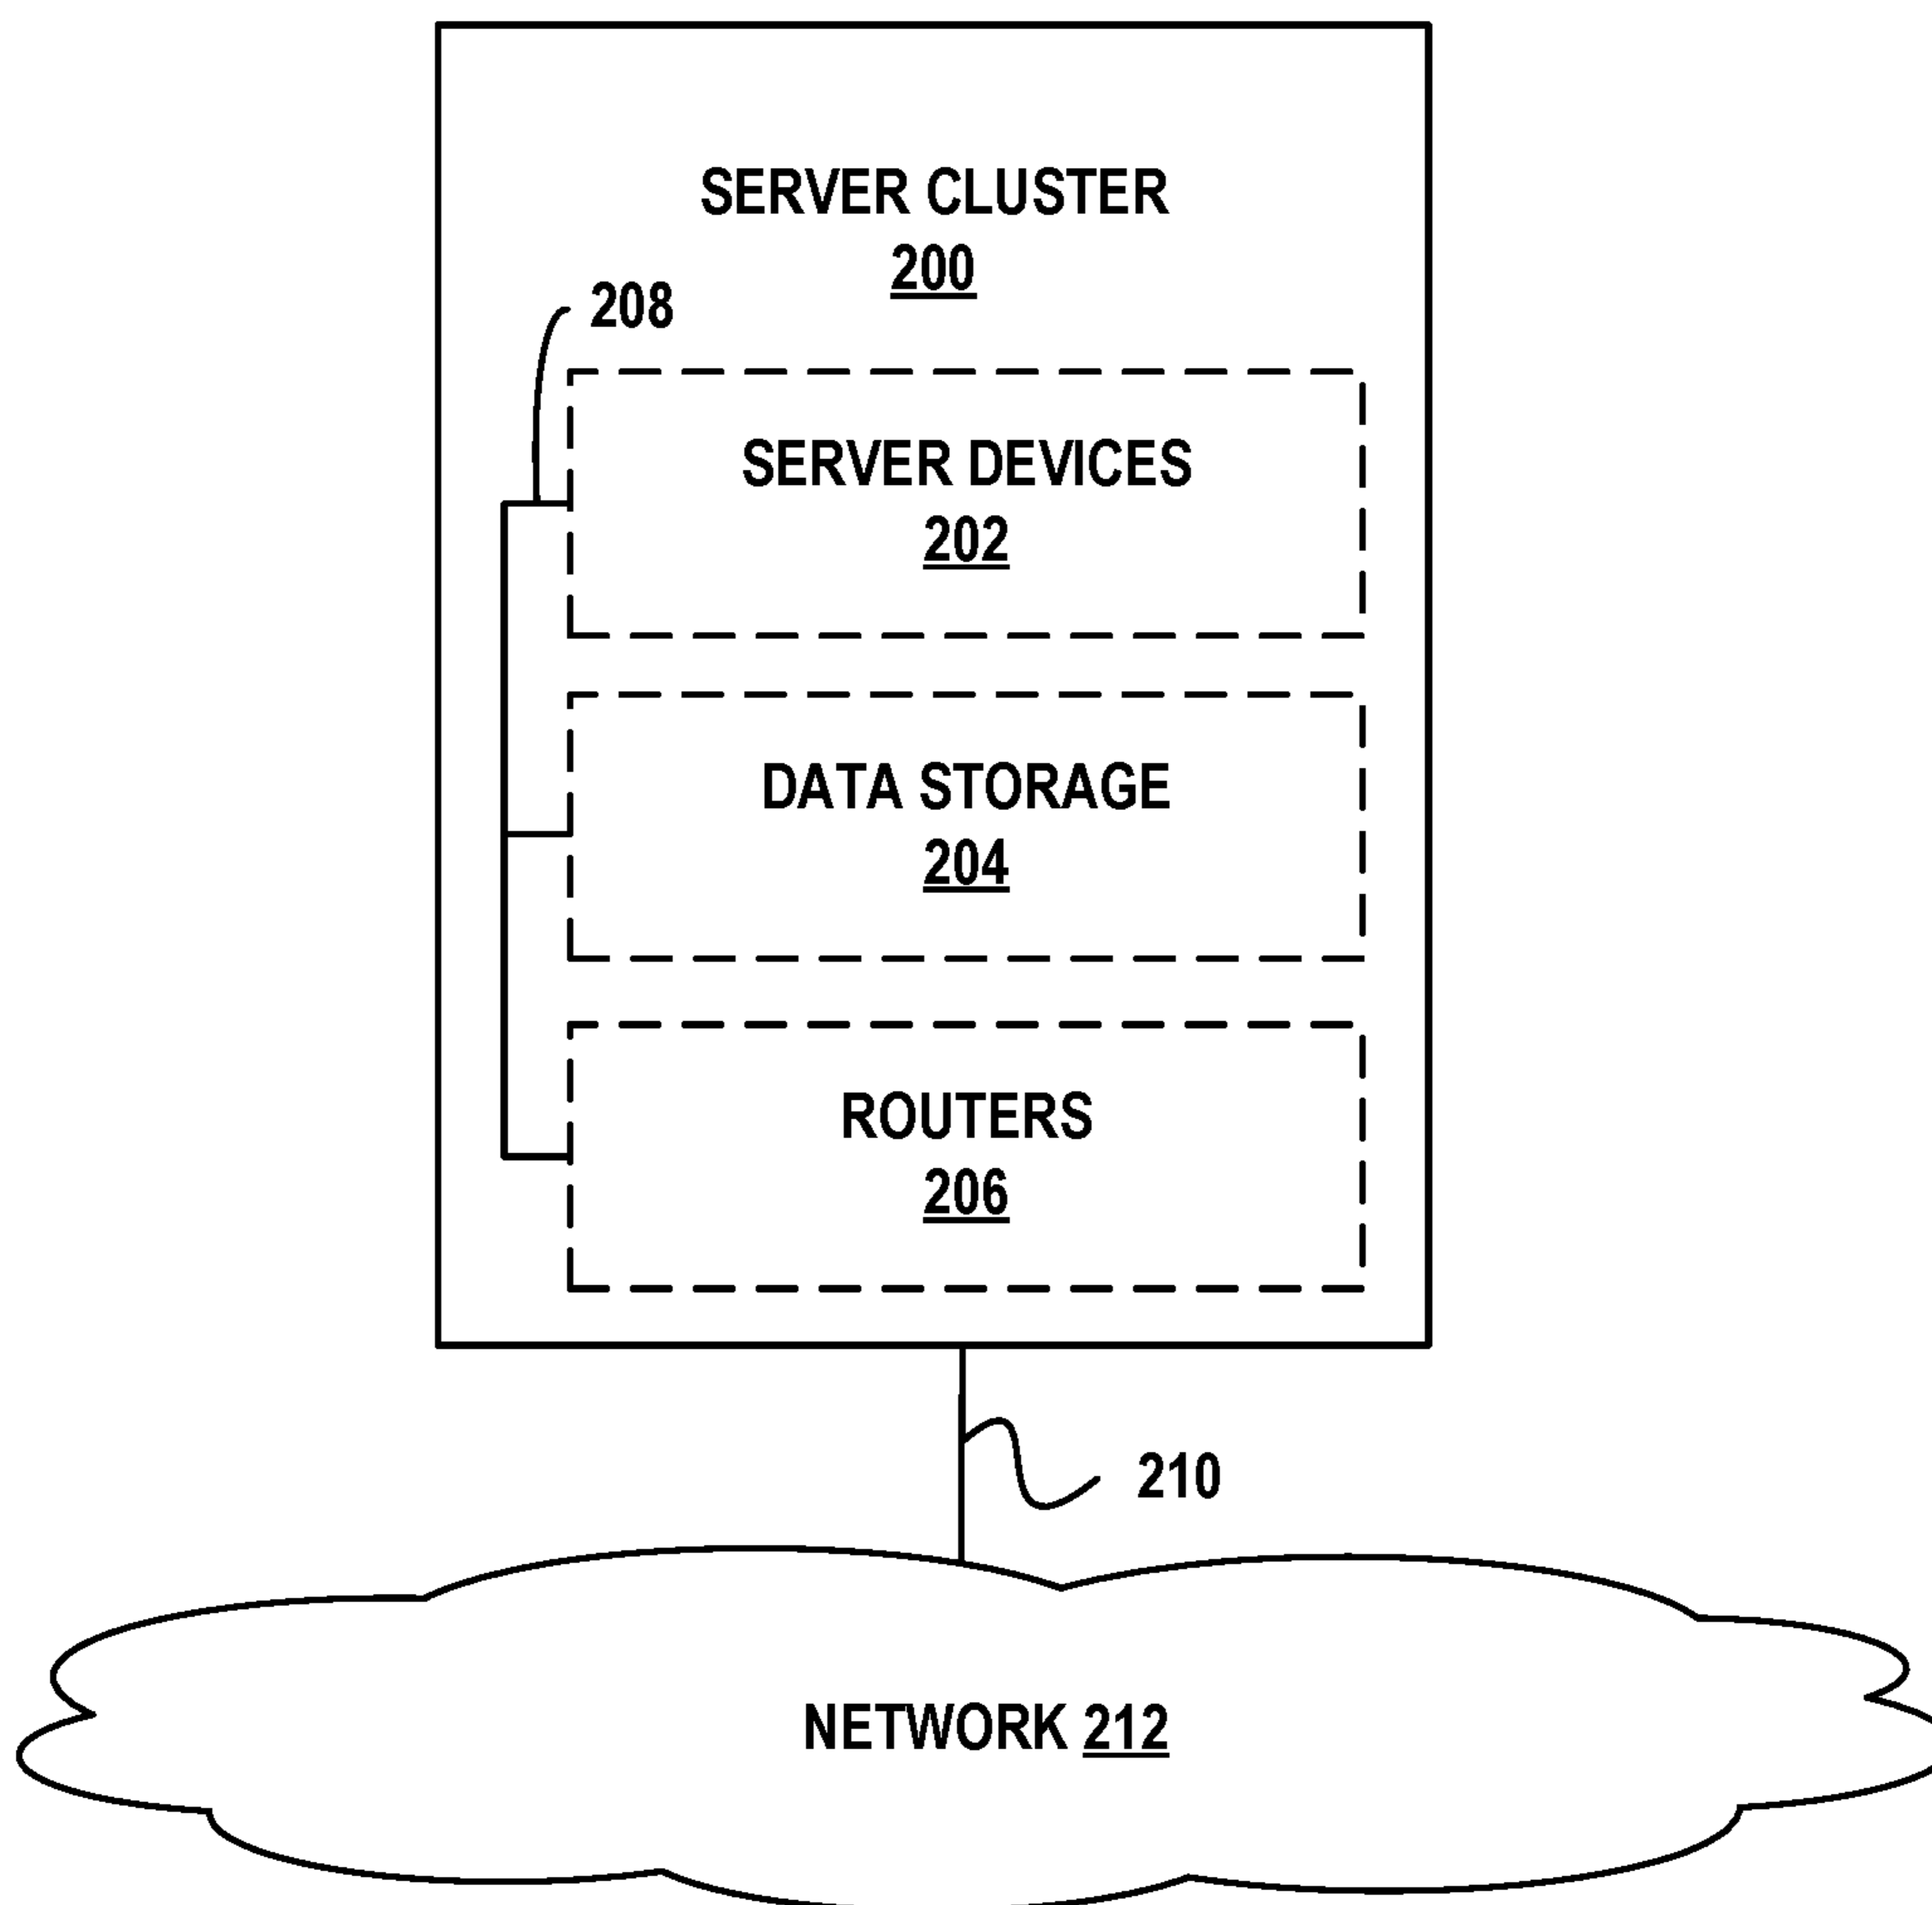 SERVER CLUSTER
200
208
SERVER DEVICES
202
DATA STORAGE
204
ROUTERS
206
210
NETWORK 212